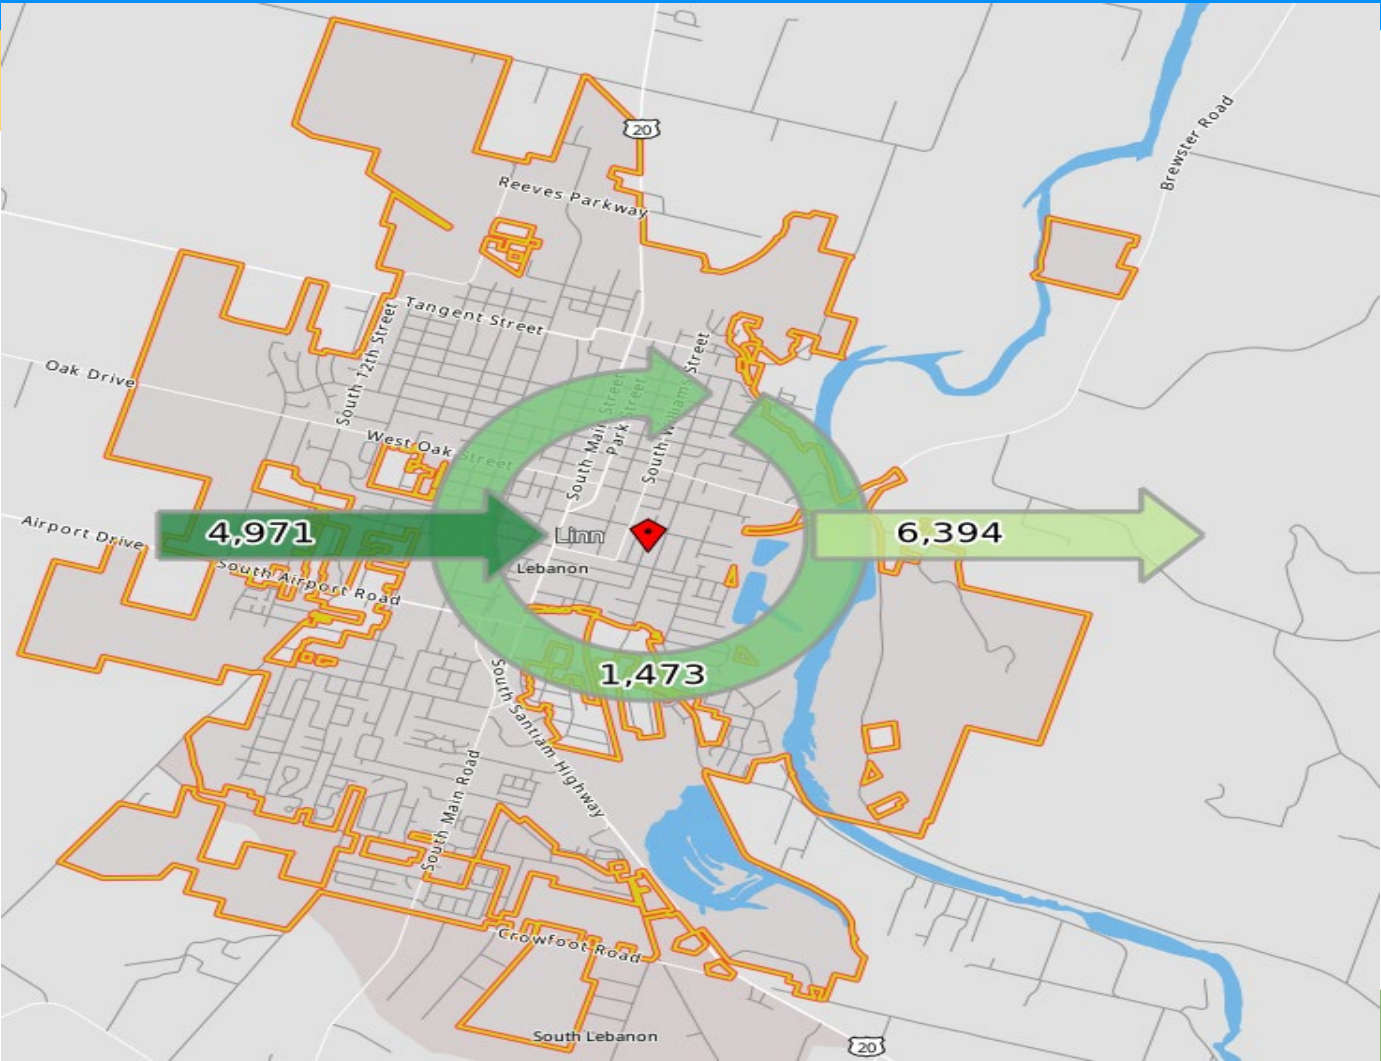 20
Brewster Road
Reeves Parkway
Tangent Street
South 12th Street
Oak Drive
South Main Street
Park Street
South Williams Street
West Oak Street
4,971
6,394
Linn
Airport Drive
Lebanon
South Airport Road
1,473
South Santiam Highway
South Main Road
Crowfoot Road
South Lebanon
20